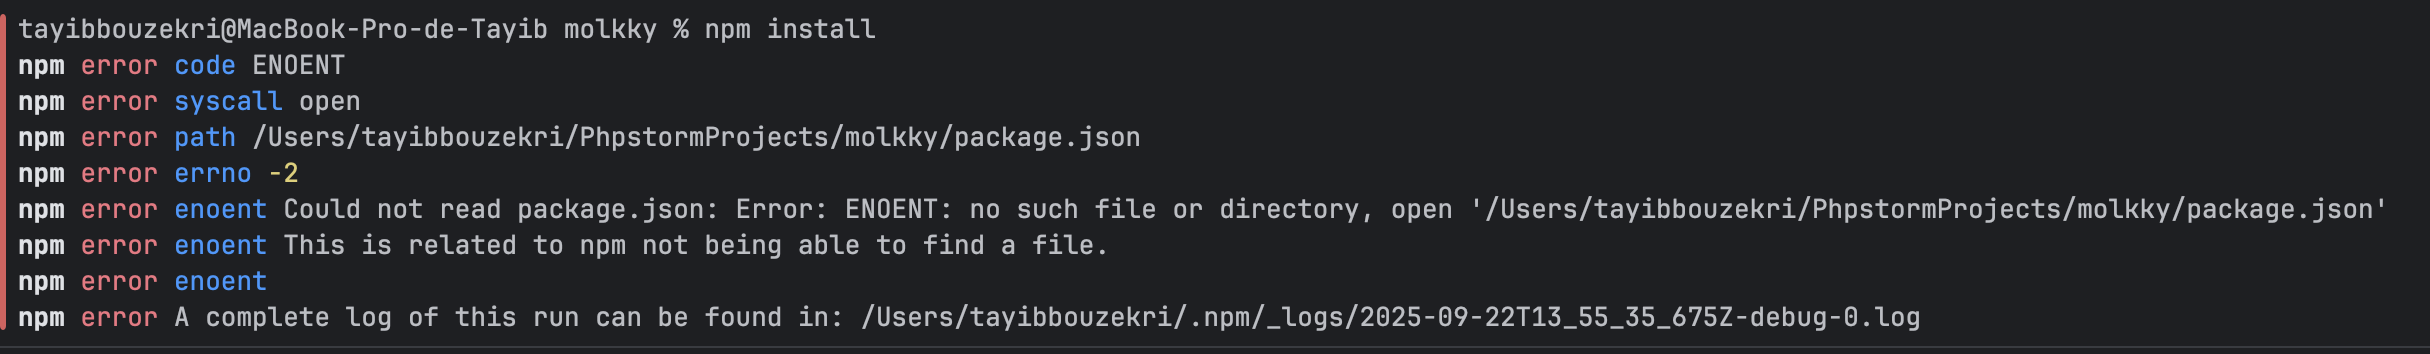 tayibbouzekri@MacBook-Pro-de-Tayib molkky % npm install
npm error code ENOENT
npm error syscall open
npm error path /Users/tayibbouzekri/PhpstormProjects/molkky/package.json
npm error errno -2
npm error enoent Could not read package.json: Error: ENOENT: no such file or directory, open '/Users/tayibbouzekri/PhpstormProjects/molkky/package.json'
npm error enoent This is related to npm not being able to find a file.
npm error enoent
npm error A complete log of this run can be found in: /Users/tayibbouzekri/.npm/_logs/2025-09-22T13_55_35_675Z-debug-0.log